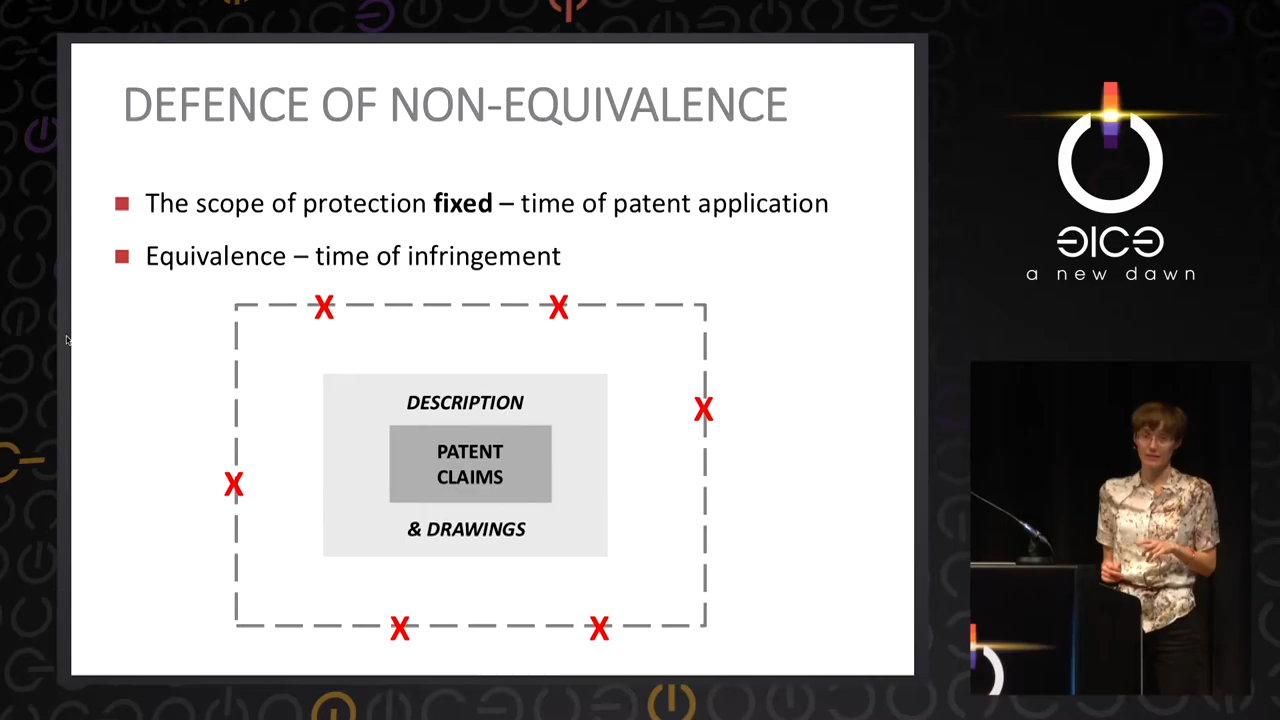 DEFENCE OF NON-EQUIVALENCE
The scope of protection fixed – time of patent application
Equivalence – time of infringement
X X
X
X
X X
DESCRIPTION
PATENT
CLAIMS
& DRAWINGS
ELCE
a new dawn